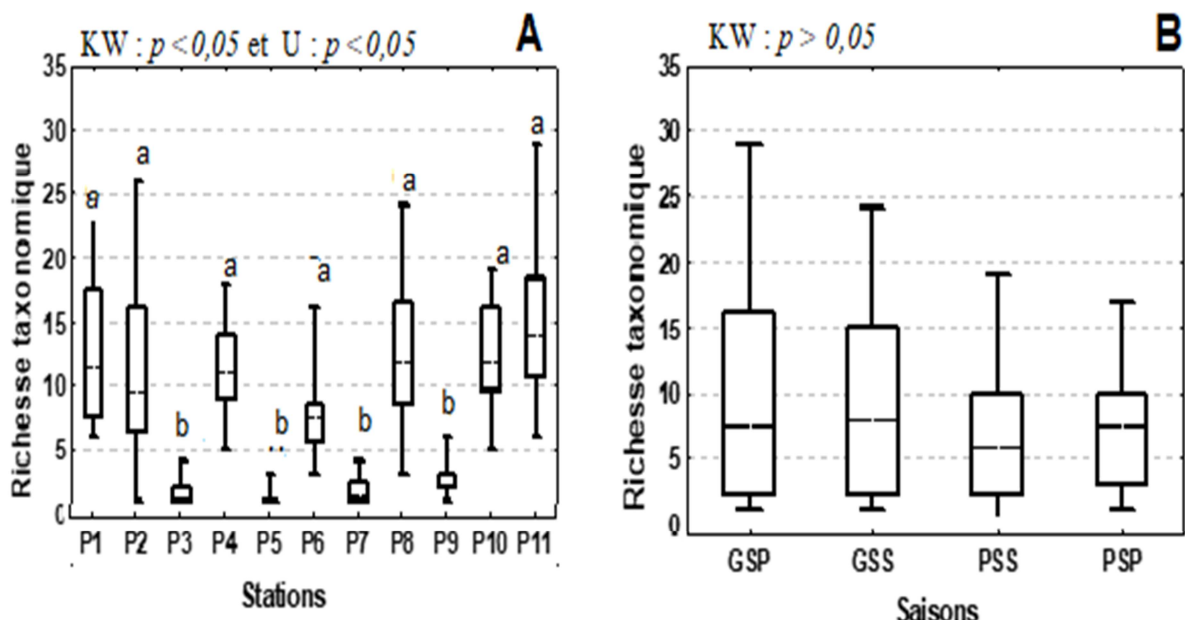 KW : p <0,05 et U : p <0,05
A
Richesse taxonomique
35
30
25
20
15
10
5
0
a a b a b a b a b a a
P1 P2 P3 P4 P5 P6 P7 P8 P9 P10 P11
Stations
KW : p > 0,05
B
Richesse taxonomique
35
30
25
20
15
10
5
0
GSP GSS PSS PSP
Saisons